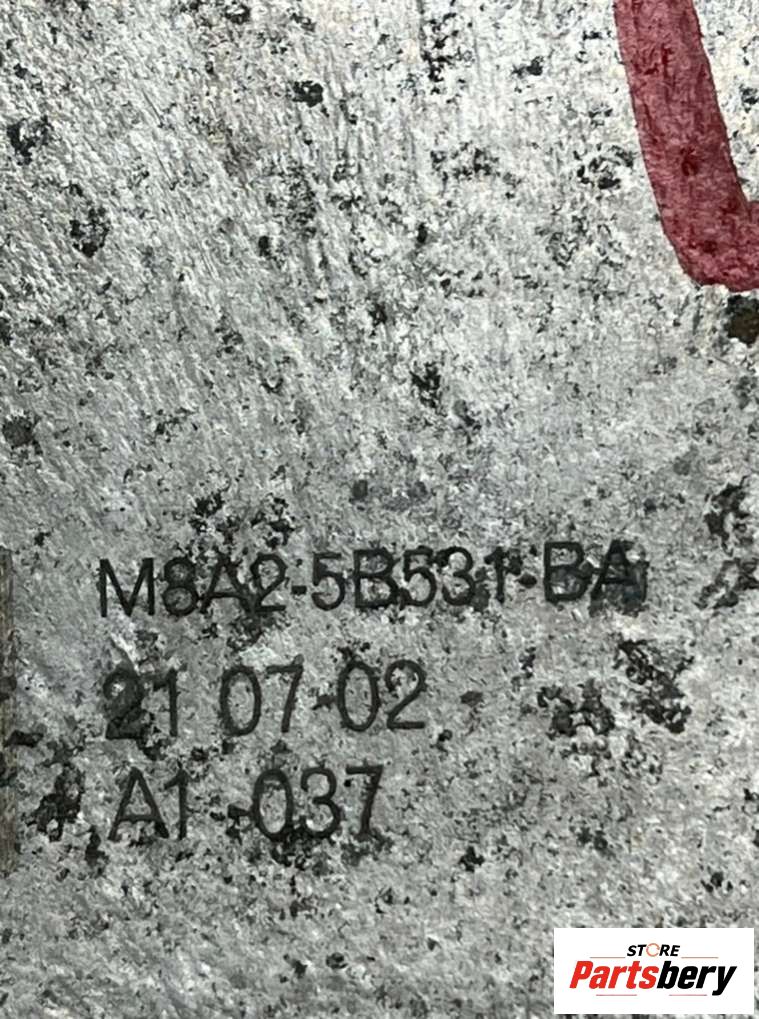 M8A2-5B531-BA
21 07-02
A1-037
STORE
Partsbery